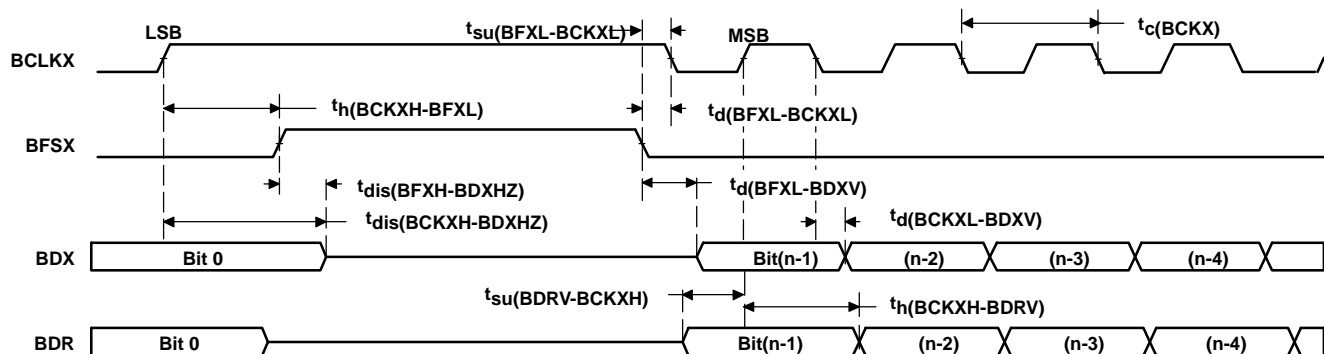 LSB
tsu(BFXL-BCKXL)
MSB
tc(BCKX)
BCLKX
th(BCKXH-BFXL)
td(BFXL-BCKXL)
BFSX
tdis(BFXH-BDXHZ)
td(BFXL-BDXV)
tdis(BCKXH-BDXHZ)
td(BCKXL-BDXV)
BDX Bit 0 Bit(n-1) (n-2) (n-3) (n-4)
tsu(BDRV-BCKXH)
th(BCKXH-BDRV)
BDR Bit 0 Bit(n-1) (n-2) (n-3) (n-4)